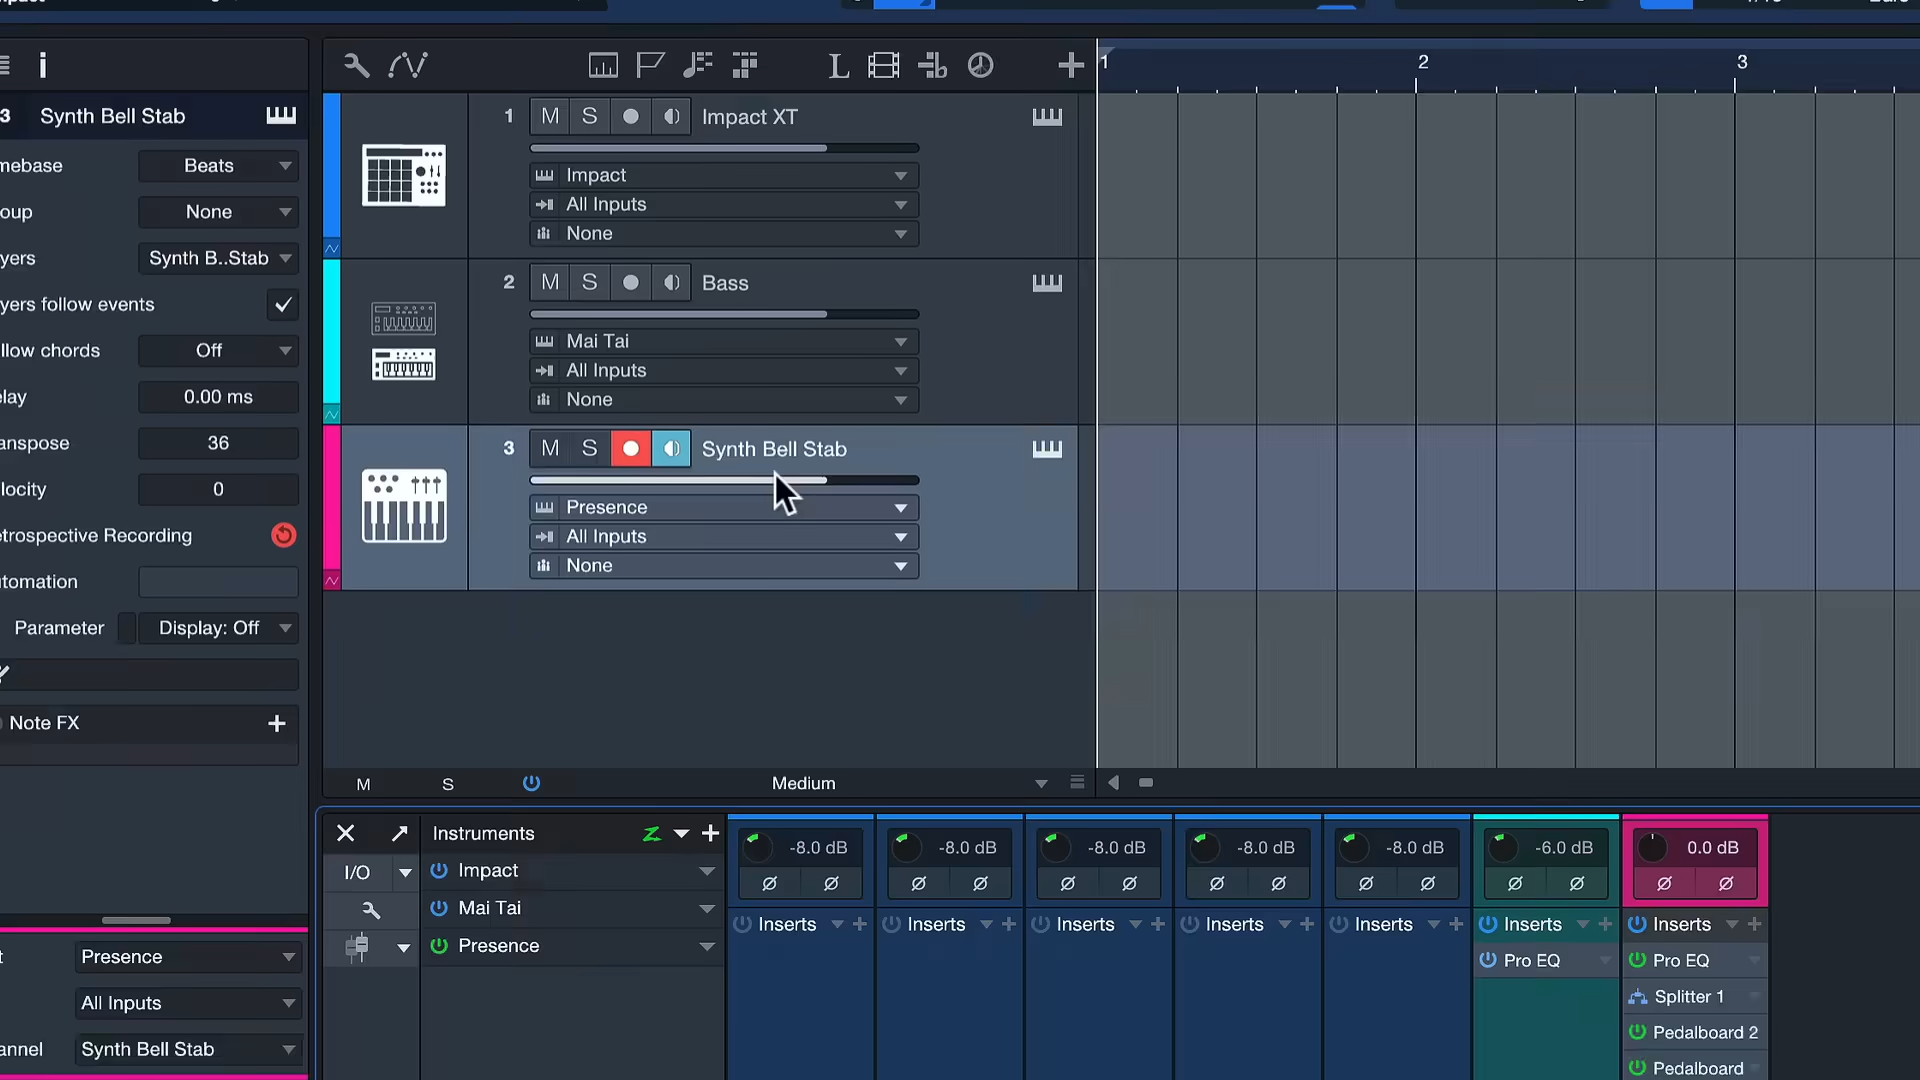 1
2
3
3 Synth Bell Stab
mebase Beats
oup None
yers Synth B..Stab
yers follow events
llow chords Off
elay 0.00 ms
anspose 36
locity 0
etrospective Recording
utomation
Parameter Display: Off
Note FX
1 M S Impact XT
Impact
All Inputs
None
2 M S Bass
Mai Tai
All Inputs
None
3 M S Synth Bell Stab
Presence
All Inputs
None
M S Medium
I/O
Instruments
Impact
Mai Tai
Presence
-8.0 dB
Inserts
-8.0 dB
Inserts
-8.0 dB
Inserts
-8.0 dB
Inserts
-8.0 dB
Inserts
-6.0 dB
Inserts
Pro EQ
0.0 dB
Inserts
Pro EQ
Splitter 1
Pedalboard 2
Pedalboard
t Presence
All Inputs
annel Synth Bell Stab